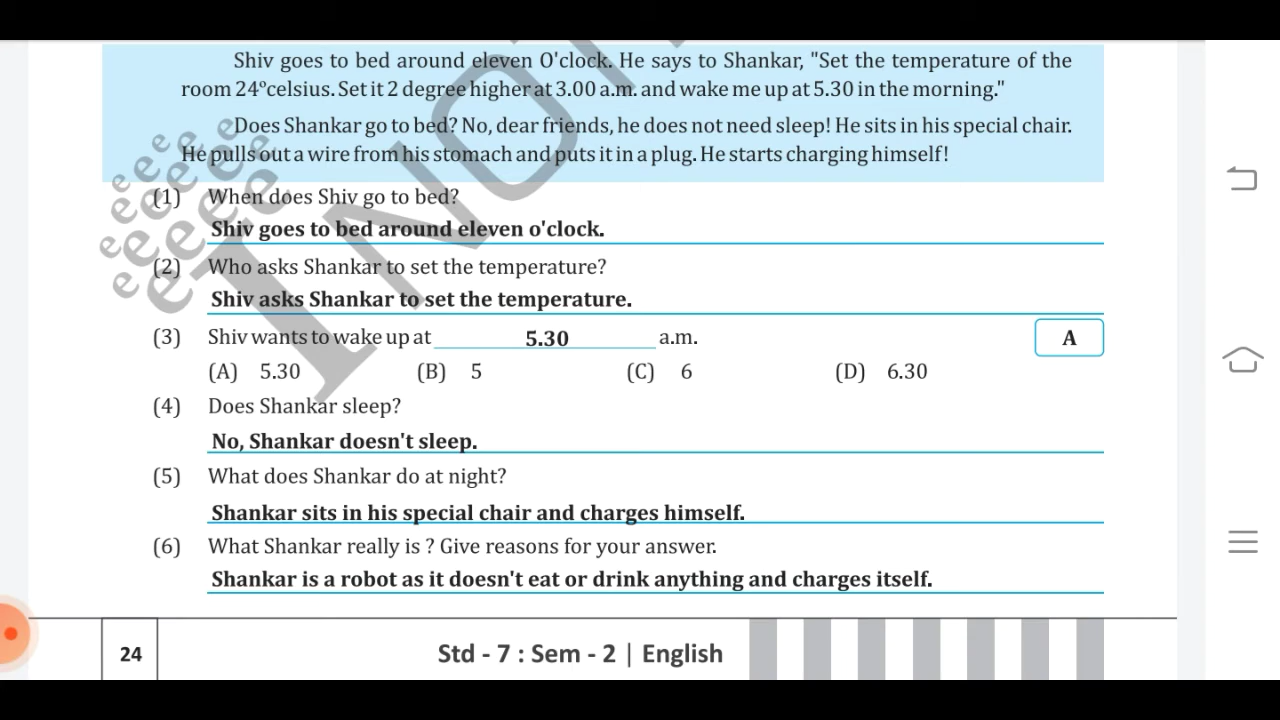 Shiv goes to bed around eleven O'clock. He says to Shankar, "Set the temperature of the
room 24°celsius. Set it 2 degree higher at 3.00 a.m. and wake me up at 5.30 in the morning."
Does Shankar go to bed? No, dear friends, he does not need sleep! He sits in his special chair.
He pulls out a wire from his stomach and puts it in a plug. He starts charging himself!
(1) When does Shiv go to bed?
Shiv goes to bed around eleven o'clock.
(2) Who asks Shankar to set the temperature?
Shiv asks Shankar to set the temperature.
(3) Shiv wants to wake up at 5.30 a.m. A
(A) 5.30 (B) 5 (C) 6 (D) 6.30
(4) Does Shankar sleep?
No, Shankar doesn't sleep.
(5) What does Shankar do at night?
Shankar sits in his special chair and charges himself.
(6) What Shankar really is ? Give reasons for your answer.
Shankar is a robot as it doesn't eat or drink anything and charges itself.
24 Std - 7 : Sem - 2 | English